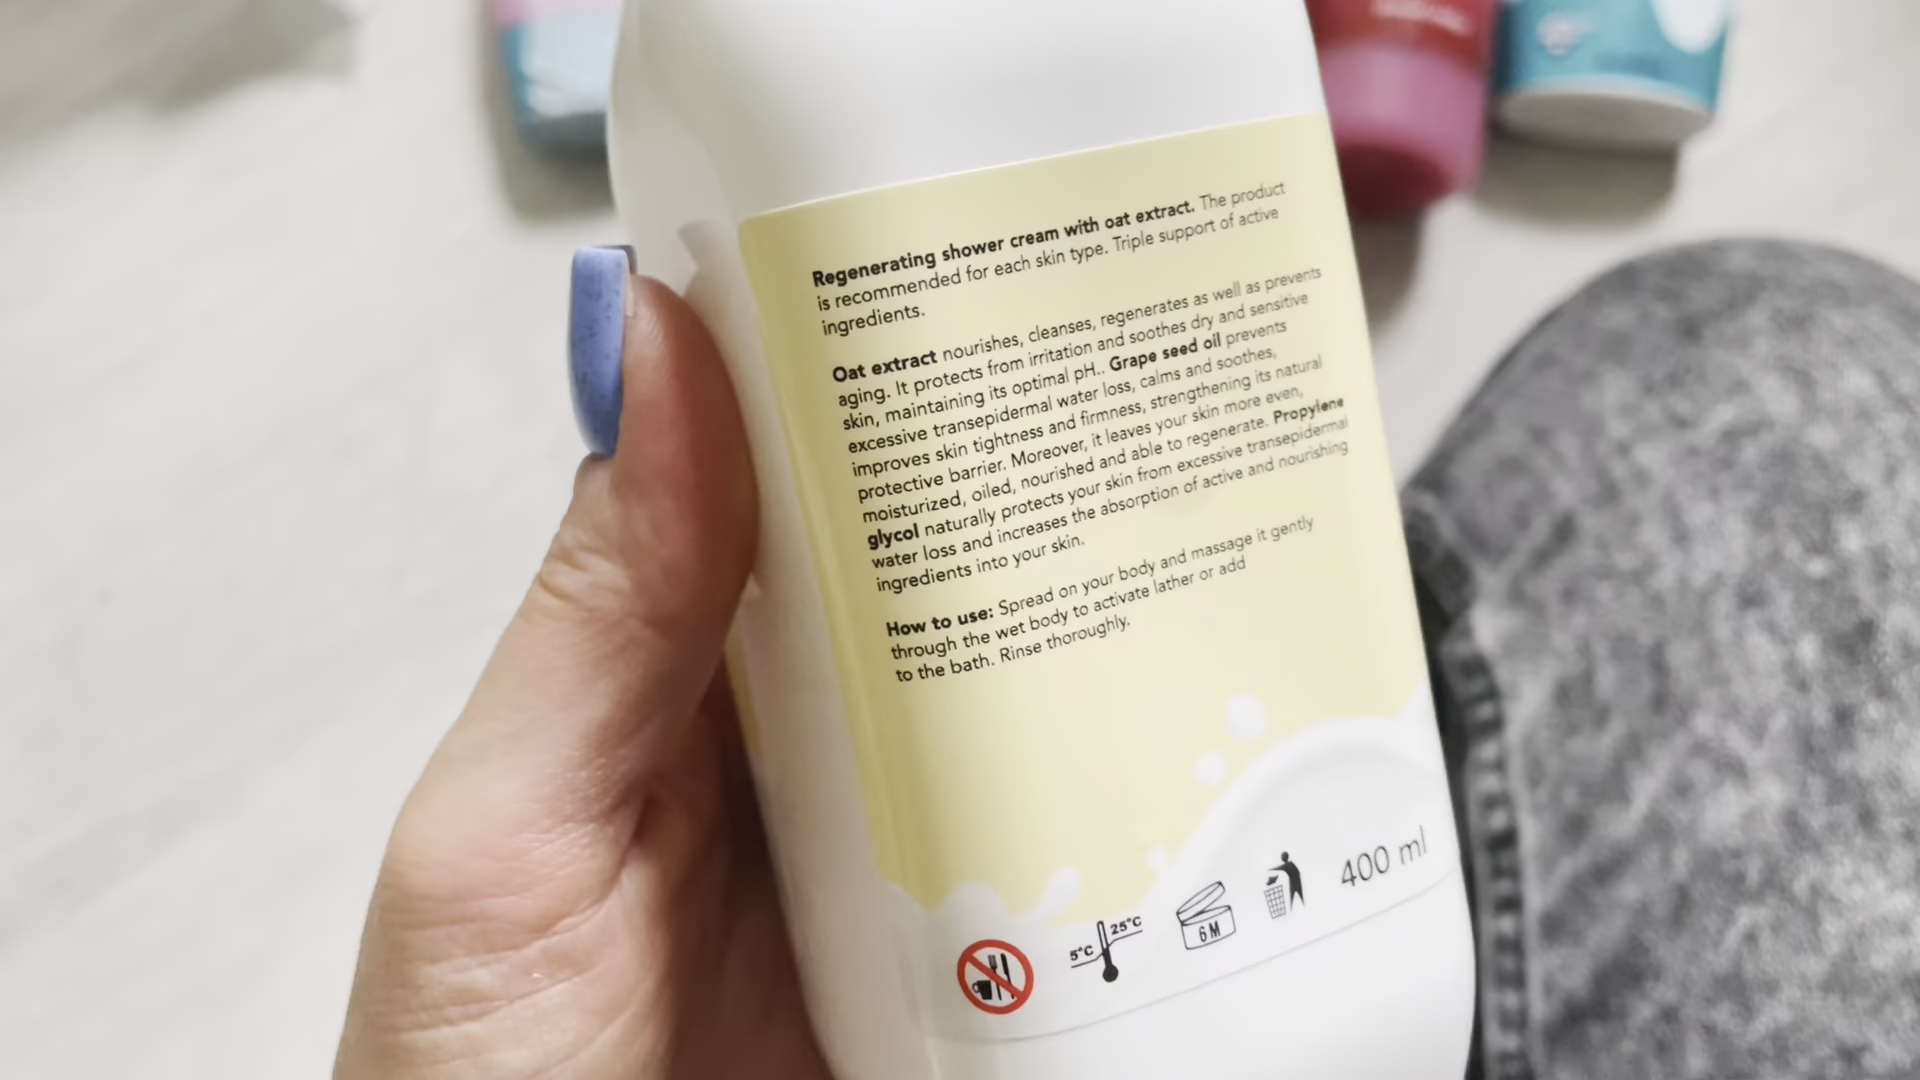 Regenerating shower cream with oat extract. The product
is recommended for each skin type. Triple support of active
ingredients.
Oat extract nourishes, cleanses, regenerates as well as prevents
aging. It protects from irritation and soothes dry and sensitive
skin, maintaining its optimal pH.. Grape seed oil prevents
excessive transepidermal water loss, calms and soothes,
improves skin tightness and firmness, strengthening its natural
protective barrier. Moreover, it leaves your skin more even,
moisturized, oiled, nourished and able to regenerate. Propylene
glycol naturally protects your skin from excessive transepidermal
water loss and increases the absorption of active and nourishing
ingredients into your skin.
How to use: Spread on your body and massage it gently
through the wet body to activate lather or add
to the bath. Rinse thoroughly.
5°C 25°C
6M
400 ml